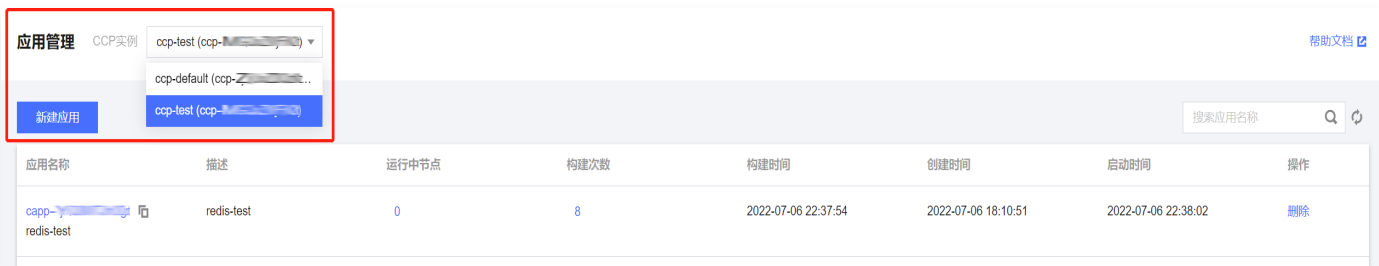 应用管理 CCP实例 ccp-test (ccp-
帮助文档
ccp-default (ccp-
ccp-test (ccp-
新建应用
搜索应用名称
应用名称 描述 运行中节点 构建次数 构建时间 创建时间 启动时间 操作
capp- redis-test 0 8 2022-07-06 22:37:54 2022-07-06 18:10:51 2022-07-06 22:38:02 删除
redis-test